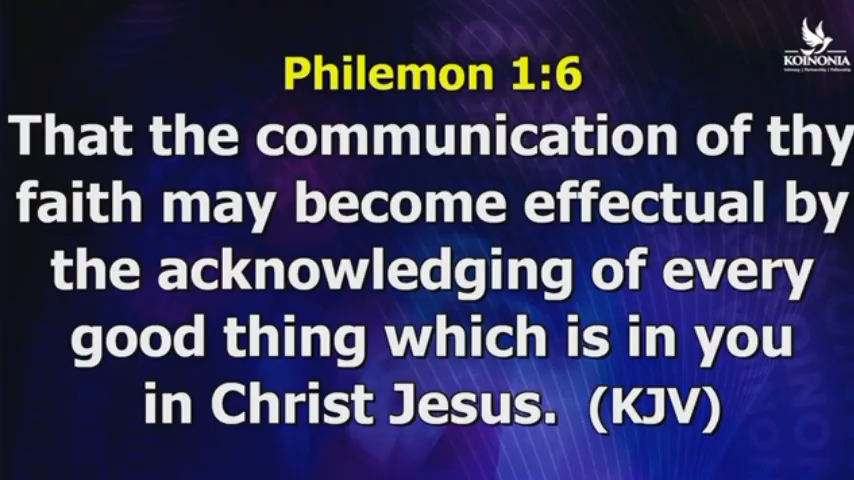 KOINONIA
Philemon 1:6
That the communication of thy
faith may become effectual by
the acknowledging of every
good thing which is in you
in Christ Jesus. (KJV)